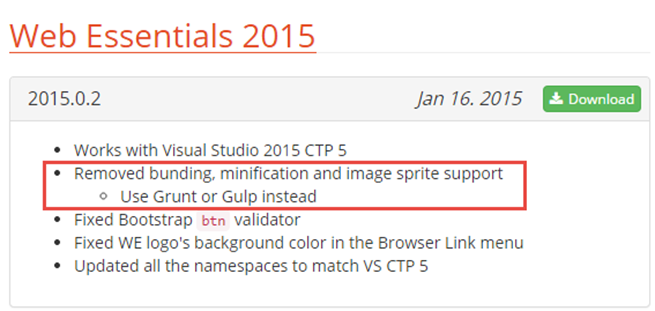 Web Essentials 2015
2015.0.2 Jan 16. 2015 Download
Works with Visual Studio 2015 CTP 5
Removed bunding, minification and image sprite support
Use Grunt or Gulp instead
Fixed Bootstrap btn validator
Fixed WE logo's background color in the Browser Link menu
Updated all the namespaces to match VS CTP 5